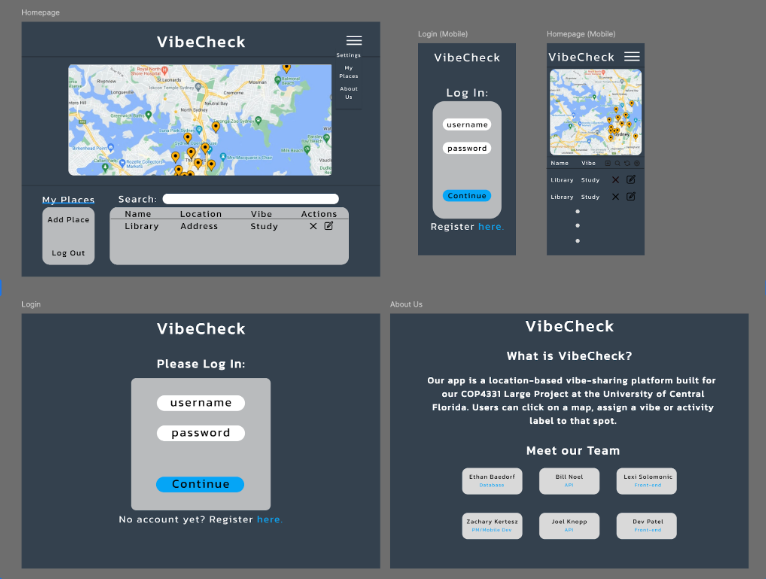 Homepage
VibeCheck
Settings
My
Places
About
Us
North Sydney
My Places
Search:
Add Place
Log Out
Name Location Vibe Actions
Library Address Study
Login (Mobile)
VibeCheck
Log In:
username
password
Continue
Register here.
Homepage (Mobile)
VibeCheck
Name Vibe
Library Study
Library Study
Login
VibeCheck
Please Log In:
username
password
Continue
No account yet? Register here.
About Us
VibeCheck
What is VibeCheck?
Our app is a location-based vibe-sharing platform built for
our COP4331 Large Project at the University of Central
Florida. Users can click on a map, assign a vibe or activity
label to that spot.
Meet our Team
Ethan Basdorf
Database
Bill Noel
API
Lexi Solomonic
Front-end
Zachary Kertesz
PM/Mobile Dev
Joel Knepp
API
Dev Patel
Front-end